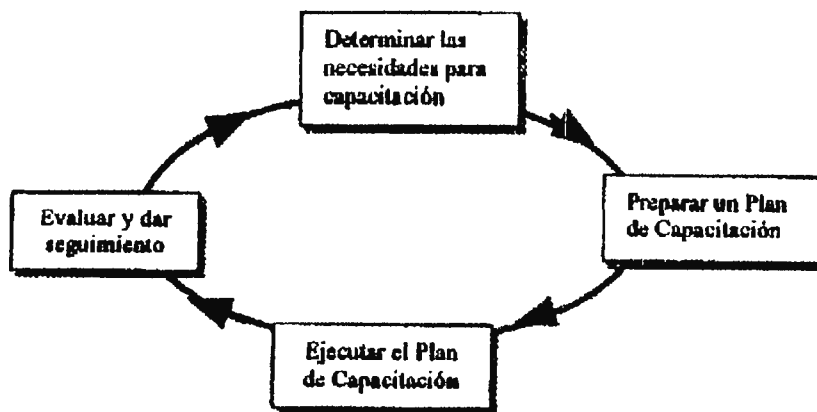 Determinar las
necesidades para
capacitación
Preparar un Plan
de Capacitación
Ejecutar el Plan
de Capacitación
Evaluar y dar
seguimiento